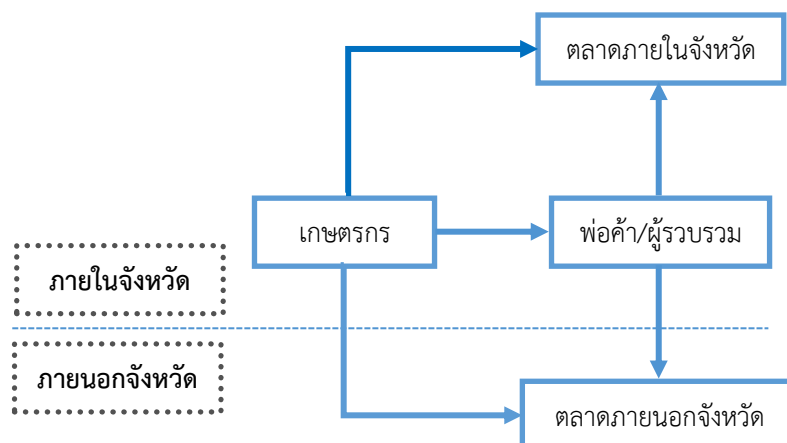 ตลาดภายในจังหวัด
เกษตรกร
พ่อค้า/ผู้รวบรวม
ภายในจังหวัด
ภายนอกจังหวัด
ตลาดภายนอกจังหวัด